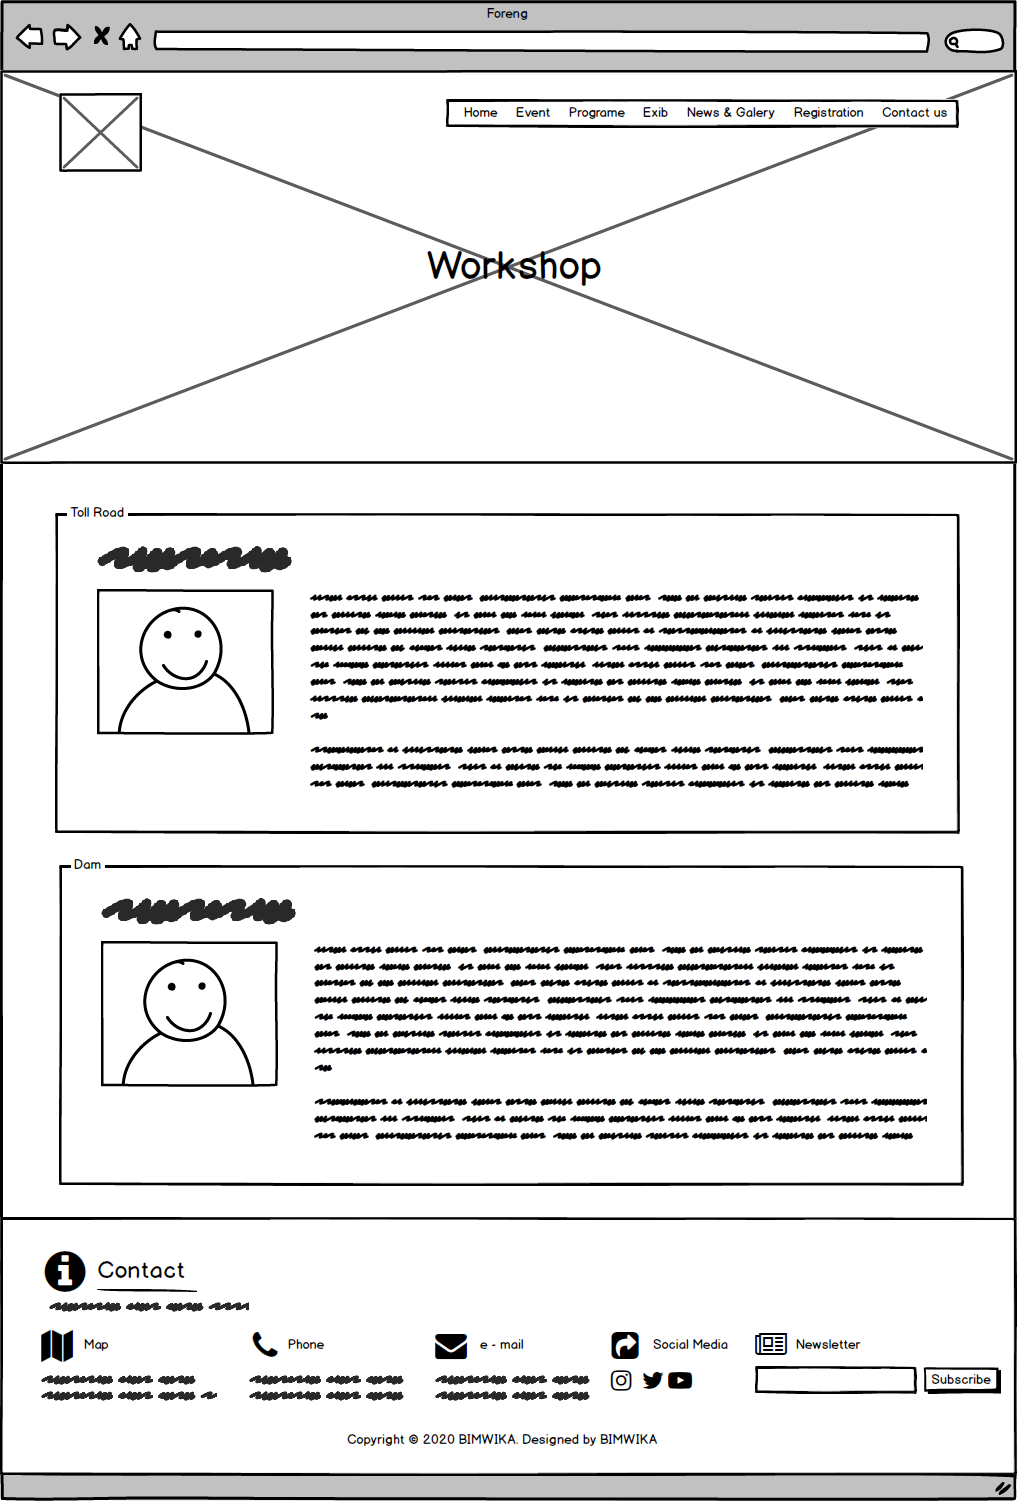 Foreng
Home Event Programe Exib News & Galery Registration Contact us
Workshop
Toll Road
Dam
Contact
Map
Phone
e - mail
Social Media
Newsletter
Subscribe
Copyright © 2020 BIMWIKA. Designed by BIMWIKA